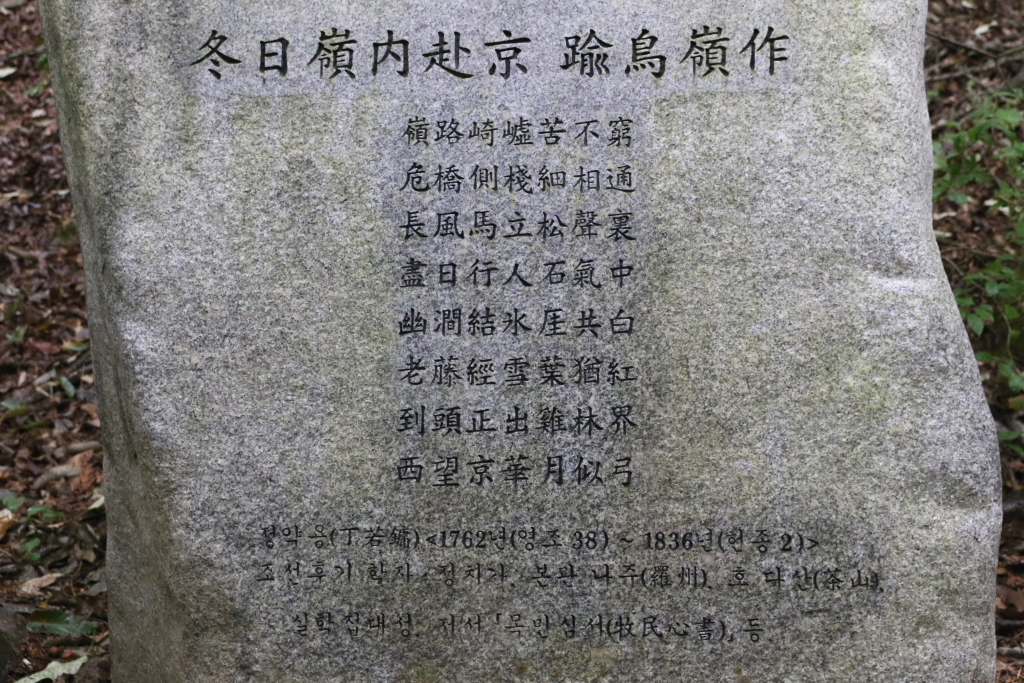 冬日嶺内赴京 踰鳥嶺作
嶺路崎嶇苦不窮
危橋側棧細相通
長風馬立松聲裏
盡日行人石氣中
幽澗結氷厓共白
老藤經雪葉猶紅
到頭正出雞林界
西望京華月似弓
정약용(丁若鏞)<1762년(영조 38) ~ 1836년(헌종 2)>
조선후기 학자·정치가. 본관 나주(羅州). 호 다산(茶山).
실학 집대성. 저서 「목민심서(牧民心書)」 등.